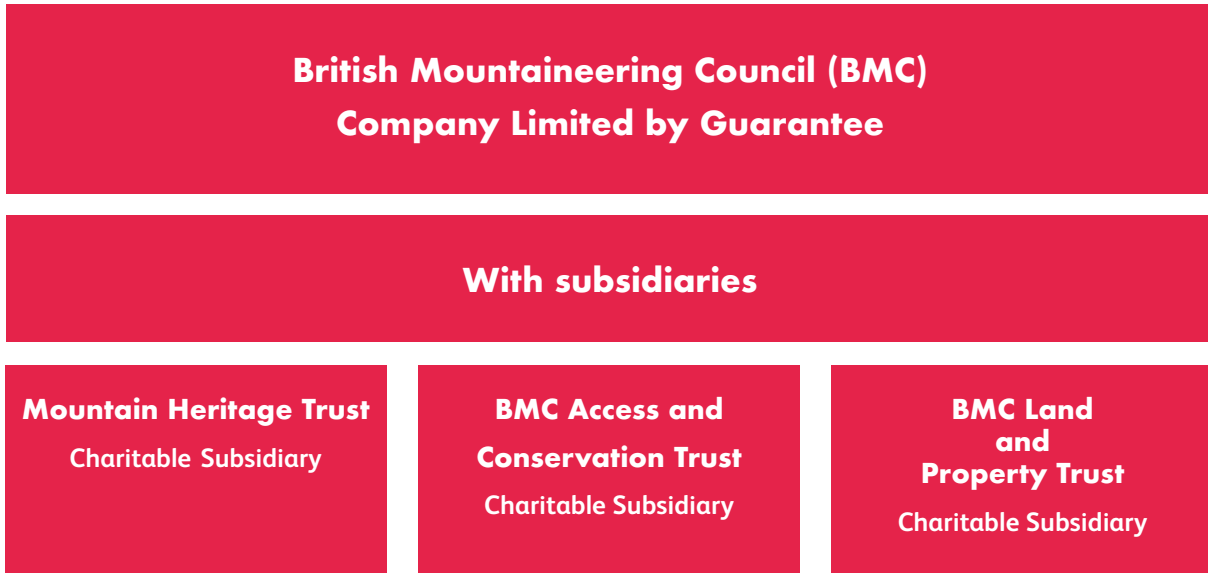 British Mountaineering Council (BMC)
Company Limited by Guarantee
With subsidiaries
Mountain Heritage Trust
Charitable Subsidiary
BMC Access and
Conservation Trust
Charitable Subsidiary
BMC Land
and
Property Trust
Charitable Subsidiary